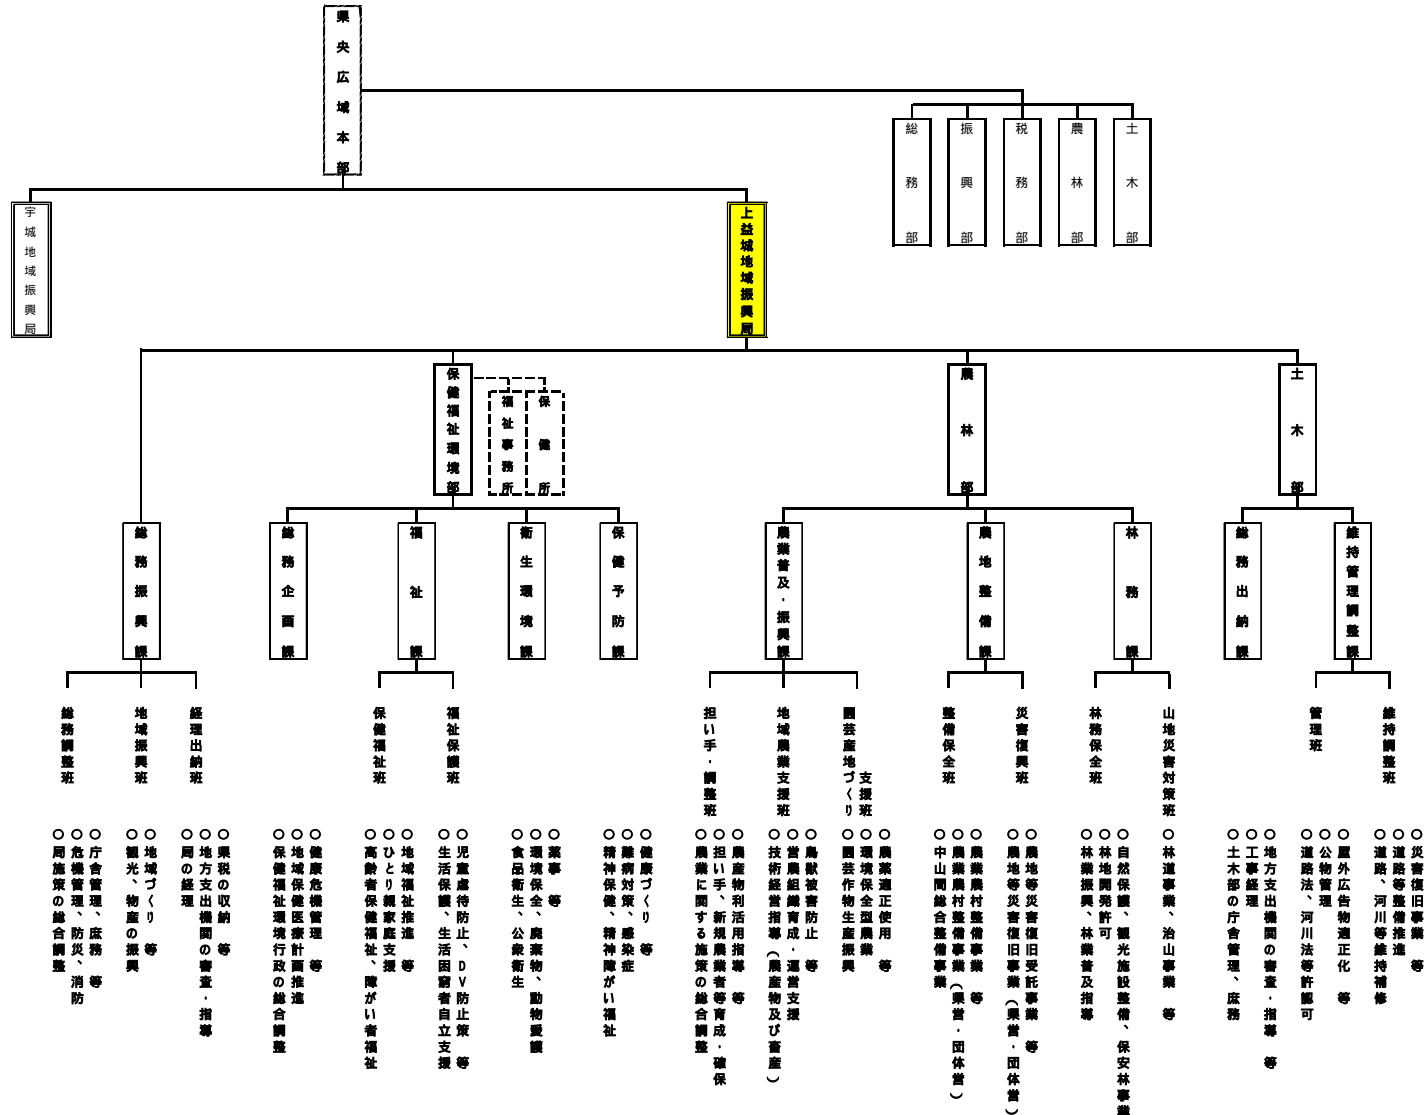 県央広域本部
総務部
振興部
税務部
農林部
土木部
宇城地域振興局
上益城地域振興局
保健福祉環境部
福祉事務所
保健所
農林部
土木部
総務振興課
総務企画課
福祉課
衛生環境課
保健予防課
農業普及・振興課
農地整備課
林務課
総務出納課
維持管理調整課
総務調整班
地域振興班
経理出納班
保健福祉班
福祉保護班
担い手・調整班
地域農業支援班
園芸産地づくり
支援班
整備保全班
災害復興班
林務保全班
山地災害対策班
管理班
維持調整班
○局施策の総合調整
○危機管理、防災、消防
○庁舎管理、庶務 等
○観光、物産の振興
○地域づくり 等
○局の経理
○地方支出機関の審査・指導
○県税の収納 等
○保健福祉環境行政の総合調整
○地域保健医療計画推進
○健康危機管理 等
○高齢者保健福祉、障がい者福祉
○ひとり親家庭支援
○地域福祉推進 等
○生活保護、生活困窮者自立支援
○児童虐待防止、DV防止策 等
○食品衛生、公衆衛生
○環境保全、廃棄物、動物愛護
○薬事 等
○精神保健、精神障がい福祉
○難病対策、感染症
○健康づくり 等
○農業に関する施策の総合調整
○担い手、新規農業者等育成・確保
○農産物利活用指導 等
○技術経営指導(農産物及び畜産)
○営農組織育成・運営支援
○鳥獣被害防止 等
○園芸作物生産振興
○環境保全型農業
○農薬適正使用 等
○中山間総合整備事業
○農業農村整備事業(県営・団体営)
○農業農村整備事業 等
○農地等災害復旧事業(県営・団体営)
○農地等災害復旧受託事業 等
○林業振興、林業普及指導
○林地開発許可
○自然保護、観光施設整備、保安林事業
○林道事業、治山事業 等
○土木部の庁舎管理、庶務
○工事経理
○地方支出機関の審査・指導 等
○道路法、河川法等許認可
○公物管理
○屋外広告物適正化 等
○道路、河川等維持補修
○道路等整備推進
○災害復旧事業 等